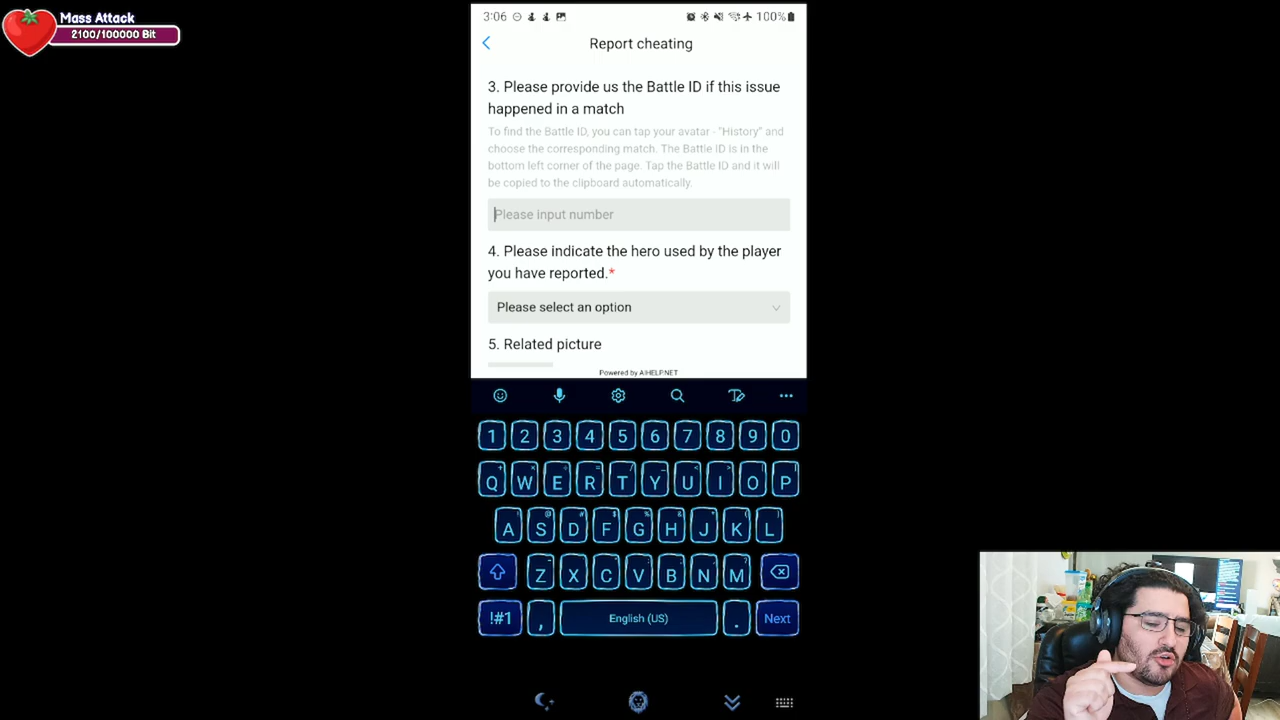 Mass Attack
2100/100000 Bit
3:06
100%
Report cheating
3. Please provide us the Battle ID if this issue
happened in a match
To find the Battle ID, you can tap your avatar - "History" and
choose the corresponding match. The Battle ID is in the
bottom left corner of the page. Tap the Battle ID and it will
be copied to the clipboard automatically.
Please input number
4. Please indicate the hero used by the player
you have reported.*
Please select an option
5. Related picture
Powered by AIHELP.NET
1 2 3 4 5 6 7 8 9 0
Q W E R T Y U I O P
A S D F G H J K L
Z X C V B N M
!#1 , English (US) . Next